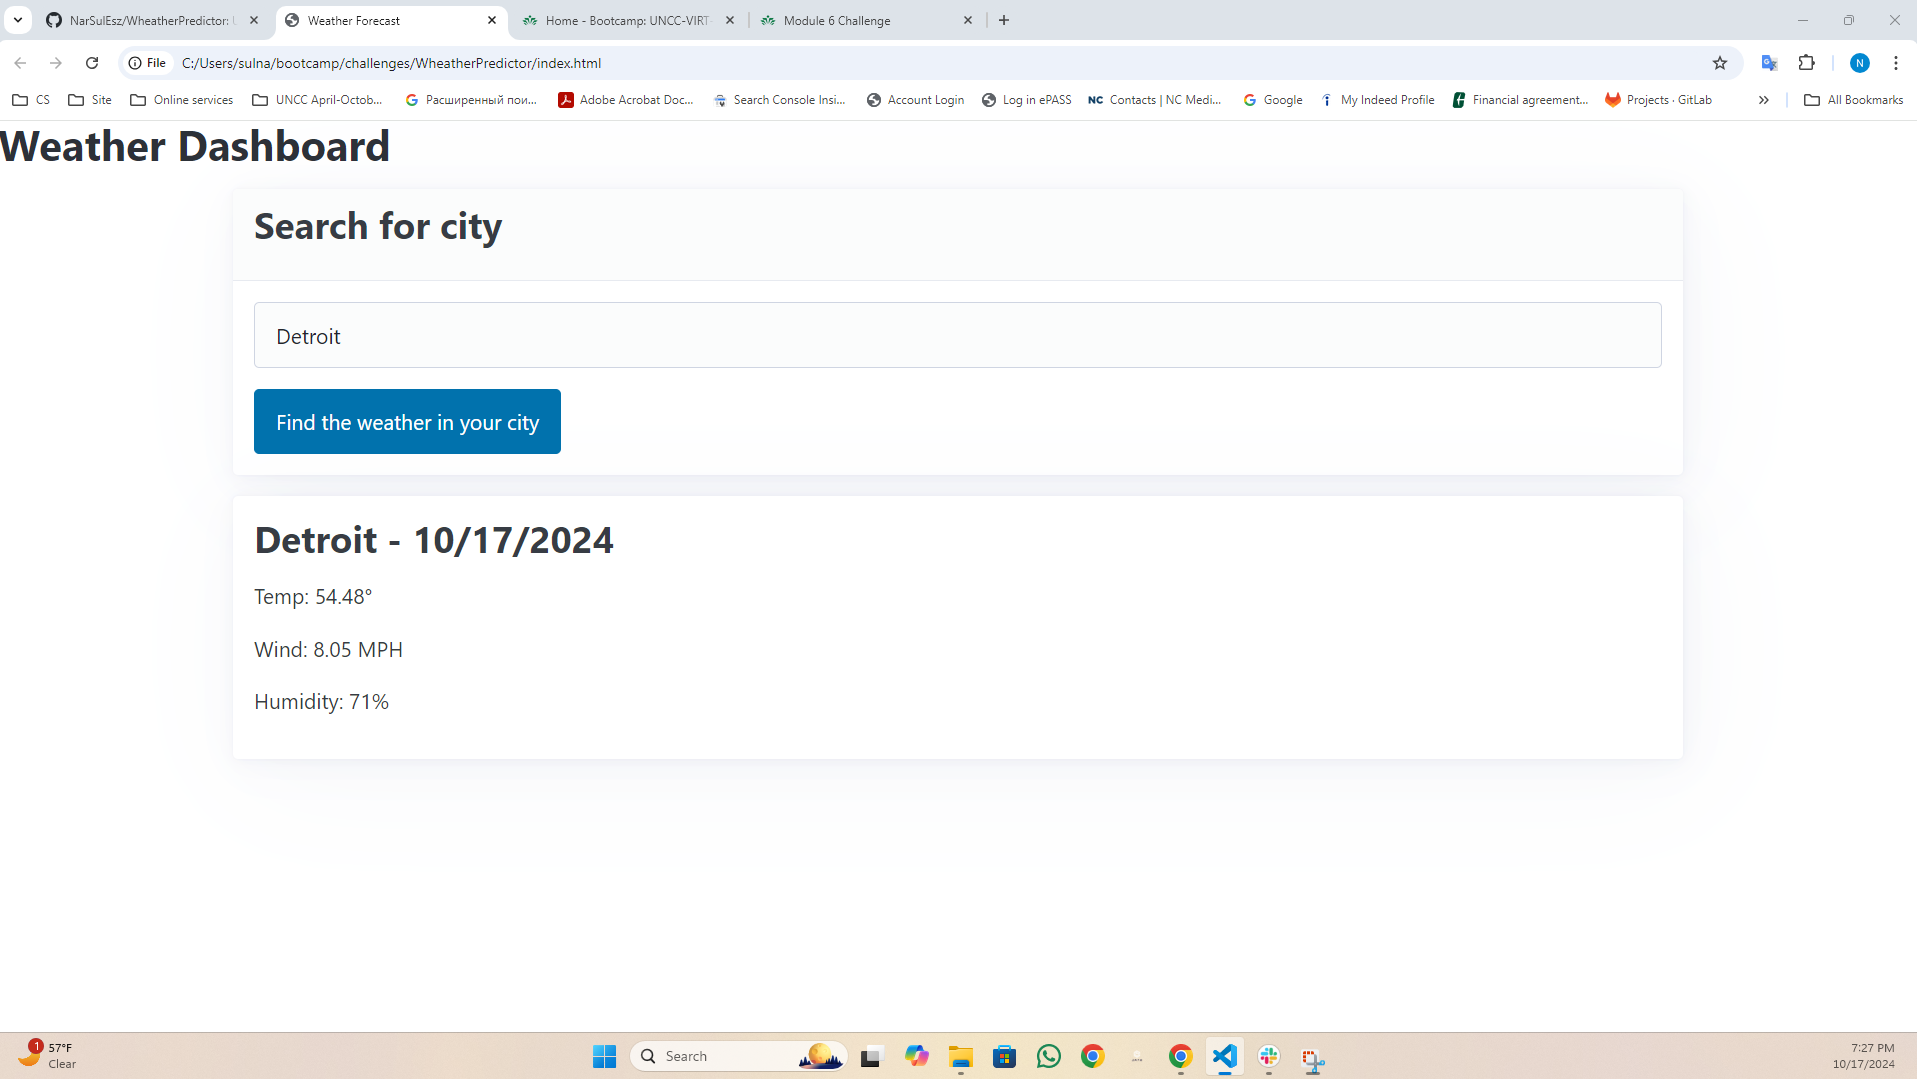 NarSulEsz/WheatherPredictor: U
Weather Forecast
Home - Bootcamp: UNCC-VIRT-
Module 6 Challenge
File
C:/Users/sulna/bootcamp/challenges/WheatherPredictor/index.html
N
CS
Site
Online services
UNCC April-Octob...
Расширенный пои...
Adobe Acrobat Doc...
Search Console Insi...
Account Login
Log in ePASS
NC Contacts | NC Medi...
Google
My Indeed Profile
Financial agreement...
Projects · GitLab
All Bookmarks
Weather Dashboard
Search for city
Detroit
Find the weather in your city
Detroit - 10/17/2024
Temp: 54.48°
Wind: 8.05 MPH
Humidity: 71%
1
57°F
Clear
Search
7:27 PM
10/17/2024